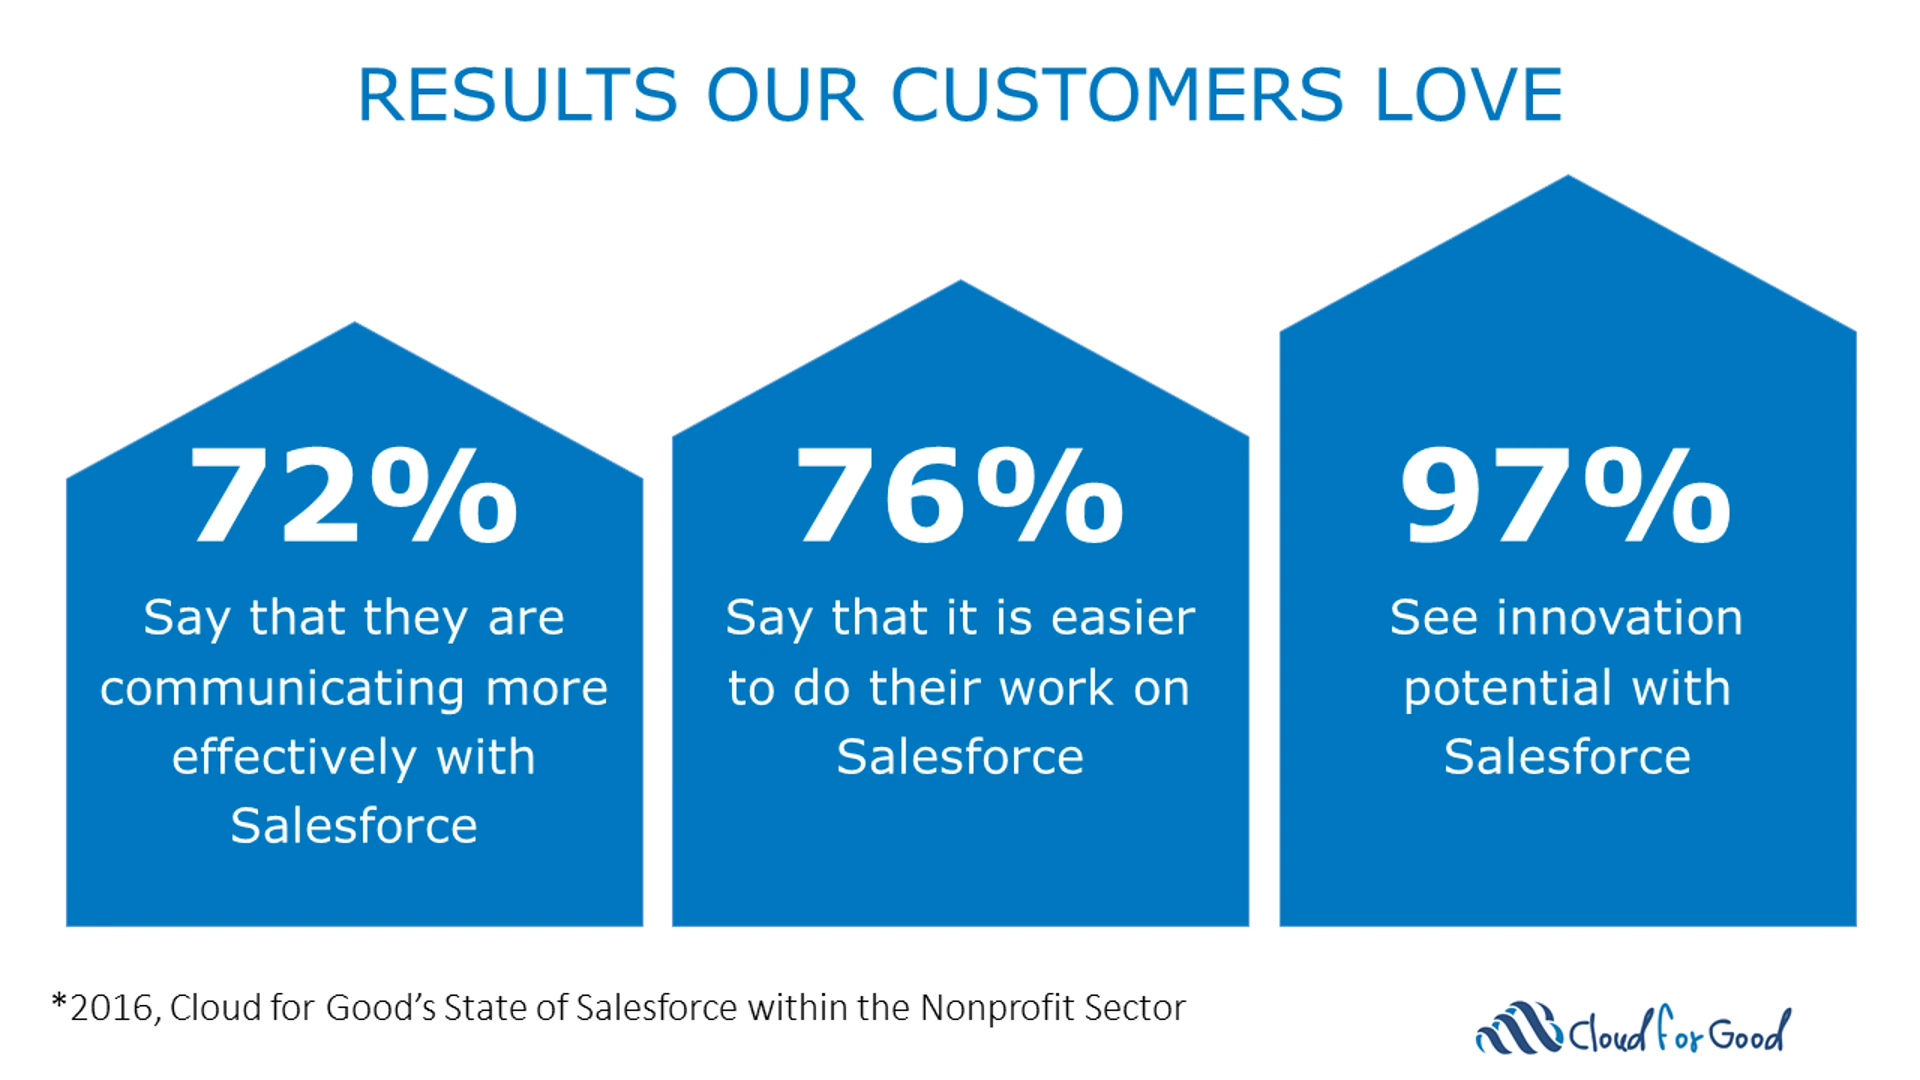 RESULTS OUR CUSTOMERS LOVE
72%
Say that they are
communicating more
effectively with
Salesforce
76%
Say that it is easier
to do their work on
Salesforce
97%
See innovation
potential with
Salesforce
*2016, Cloud for Good’s State of Salesforce within the Nonprofit Sector
Cloud for Good